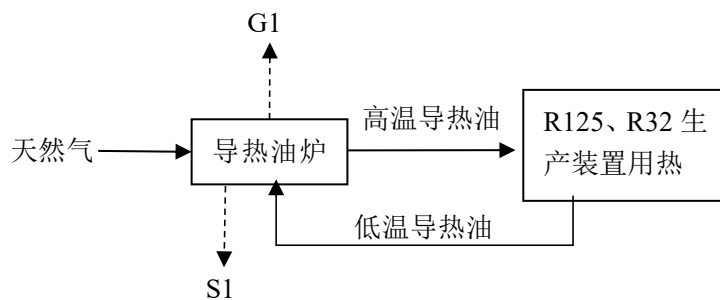 G1
高温导热油
R125、R32 生
产装置用热
天然气
导热油炉
低温导热油
S1